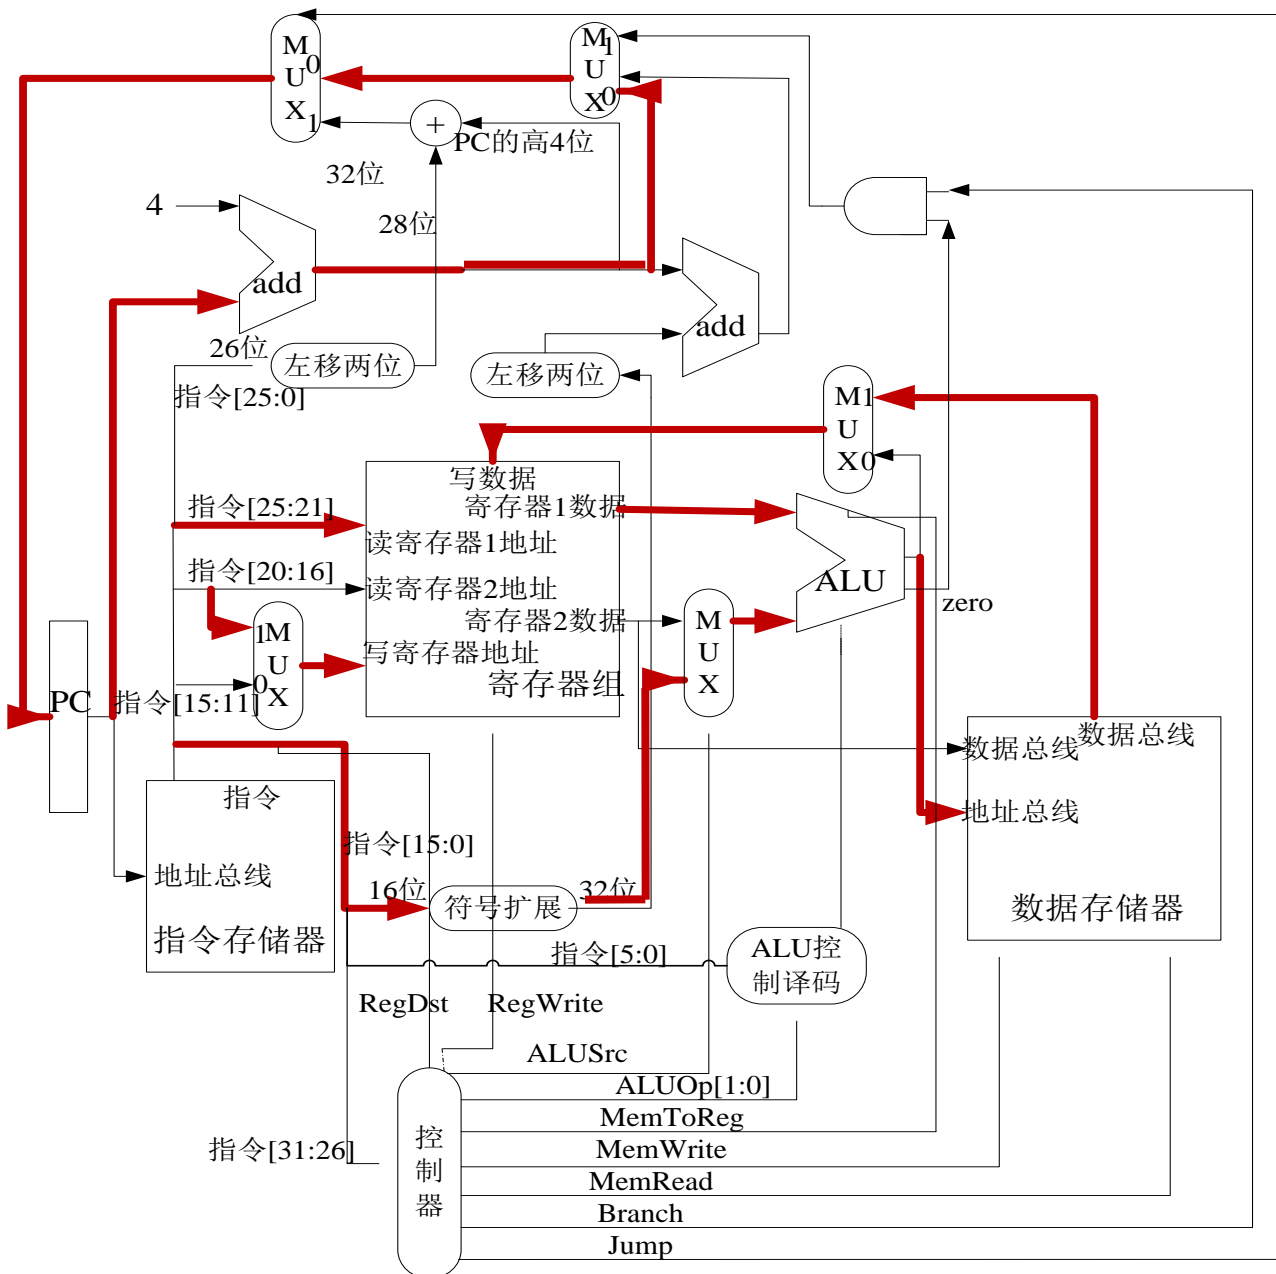 M
0
U
X
1
M
1
U
X
0
+
PC的高4位
32位
28位
4
add
add
26位
左移两位
左移两位
指令[25:0]
M1
U
X0
写数据
指令[25:21]
寄存器1数据
读寄存器1地址
指令[20:16]
读寄存器2地址
ALU
zero
寄存器2数据
1M
U
0
X
写寄存器地址
M
U
X
寄存器组
PC
指令[15:11]
数据总线
数据总线
指令
地址总线
指令[15:0]
地址总线
16位
符号扩展
32位
数据存储器
指令存储器
指令[5:0]
ALU控
制译码
RegDst
RegWrite
ALUSrc
ALUOp[1:0]
MemToReg
指令[31:26]
控
制
器
MemWrite
MemRead
Branch
Jump